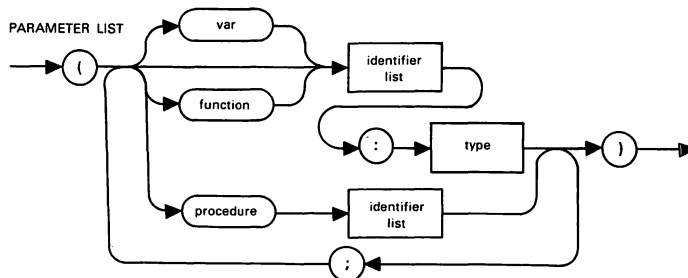 PARAMETER LIST
var
(
identifier
list
function
:
type
)
procedure
identifier
list
;